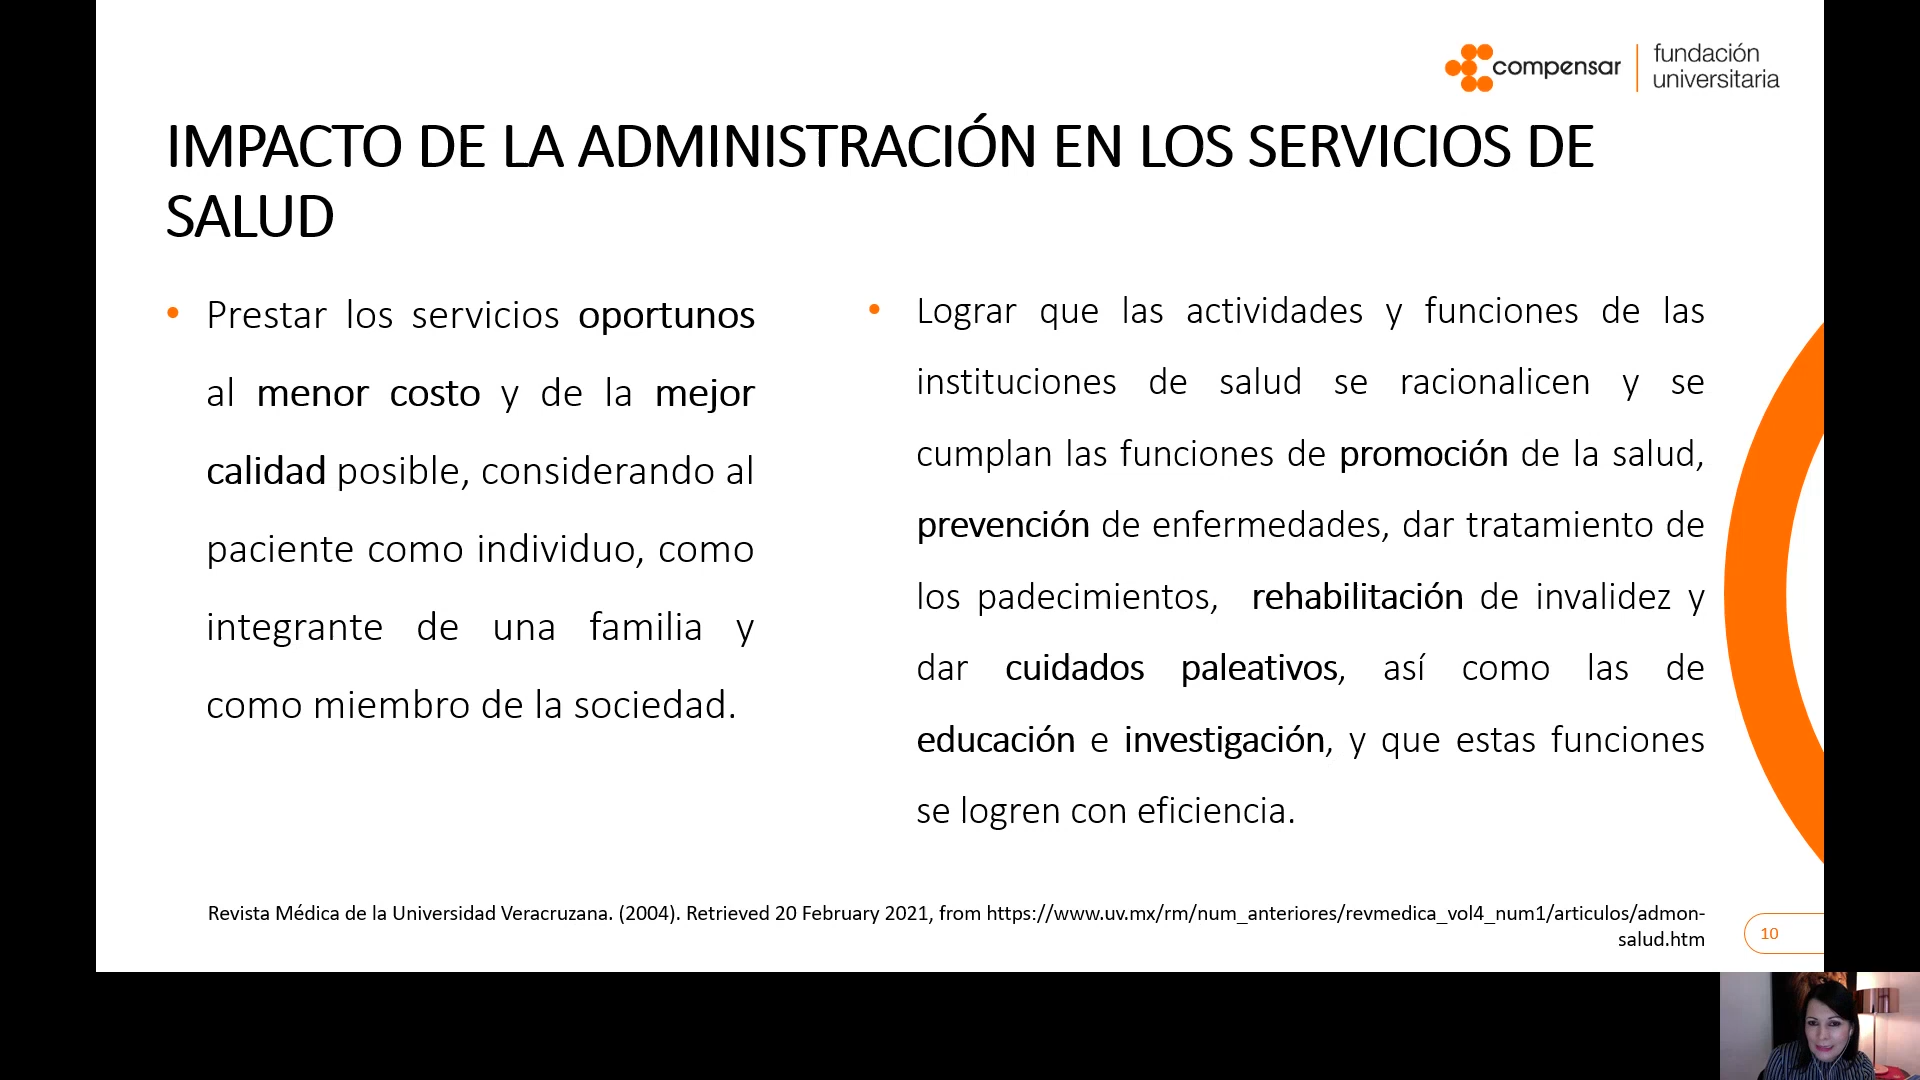 compensar
fundación
universitaria
IMPACTO DE LA ADMINISTRACIÓN EN LOS SERVICIOS DE
SALUD
• Prestar los servicios oportunos
al menor costo y de la mejor
calidad posible, considerando al
paciente como individuo, como
integrante de una familia y
como miembro de la sociedad.
• Lograr que las actividades y funciones de las
instituciones de salud se racionalicen y se
cumplan las funciones de promoción de la salud,
prevención de enfermedades, dar tratamiento de
los padecimientos, rehabilitación de invalidez y
dar cuidados paleativos, así como las de
educación e investigación, y que estas funciones
se logren con eficiencia.
Revista Médica de la Universidad Veracruzana. (2004). Retrieved 20 February 2021, from https://www.uv.mx/rm/num_anteriores/revmedica_vol4_num1/articulos/admon-
salud.htm
10